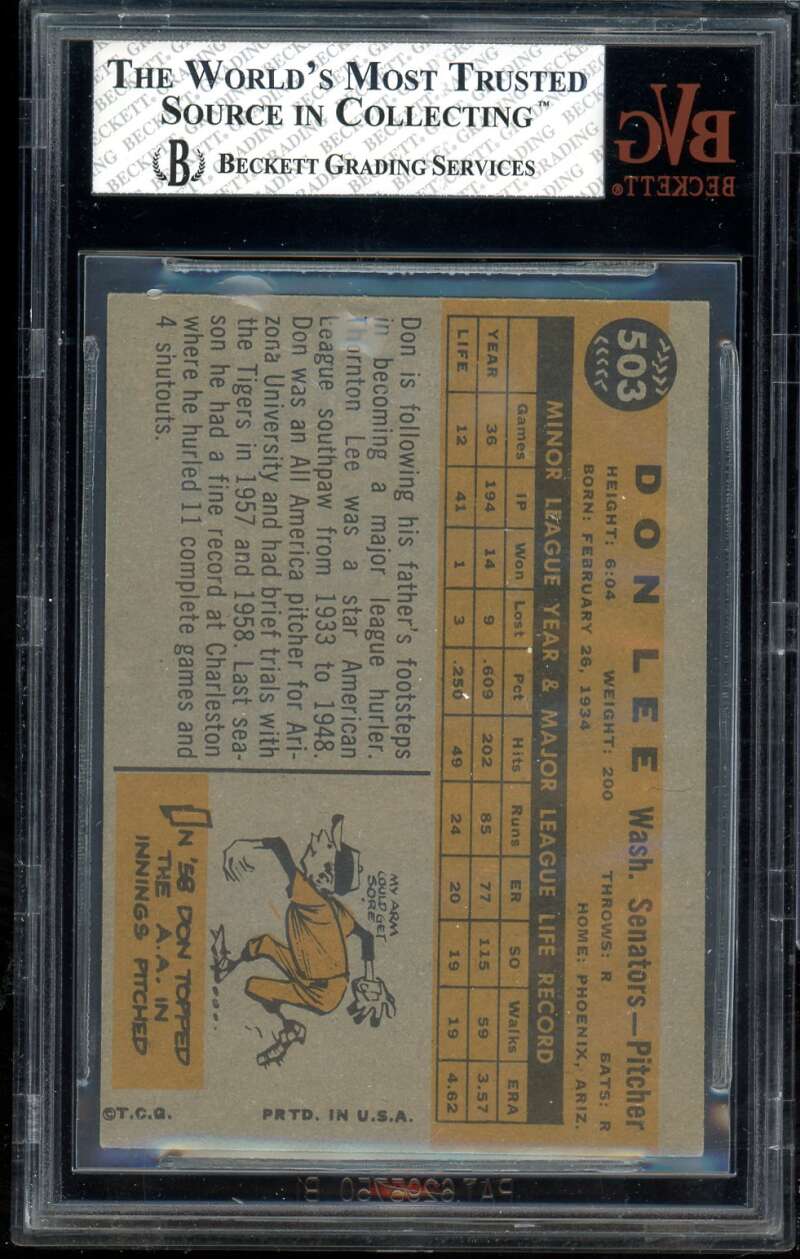 THE WORLD'S MOST TRUSTED
SOURCE IN COLLECTING™
B BECKETT GRADING SERVICES
BVG
BECKETT®
503
DON LEE Wash. Senators—Pitcher
HEIGHT: 6:04 WEIGHT: 200 THROWS: R BATS: R
BORN: FEBRUARY 26, 1934 HOME: PHOENIX, ARIZ.
MINOR LEAGUE YEAR & MAJOR LEAGUE LIFE RECORD
Games IP Won Lost Pct Hits Runs ER SO Walks ERA
YEAR 36 194 14 9 .609 202 85 77 115 59 3.57
LIFE 12 41 1 3 .250 49 24 20 19 19 4.62
Don is following his father's footsteps
in becoming a major league hurler.
Thornton Lee was a star American
League southpaw from 1933 to 1948.
Don was an All America pitcher for Ari-
zona University and had brief trials with
the Tigers in 1957 and 1958. Last sea-
son he had a fine record at Charleston
where he hurled 11 complete games and
4 shutouts.
MY ARM
COULD GET
SORE!
IN '58 DON TOPPED
THE A.A. IN
INNINGS PITCHED
©T.C.G. PRTD. IN U.S.A.